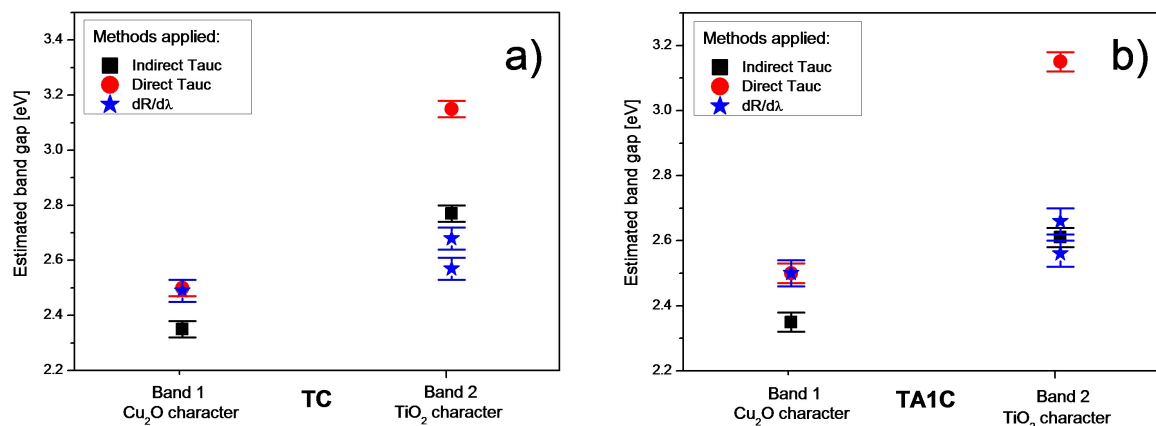 Methods applied:
Indirect Tauc
Direct Tauc
dR/dλ
a)
Estimated band gap [eV]
3.4
3.2
3.0
2.8
2.6
2.4
2.2
Band 1
Cu₂O character
TC
Band 2
TiO₂ character
Methods applied:
Indirect Tauc
Direct Tauc
dR/dλ
b)
Estimated band gap [eV]
3.2
3.0
2.8
2.6
2.4
2.2
Band 1
Cu₂O character
TA1C
Band 2
TiO₂ character